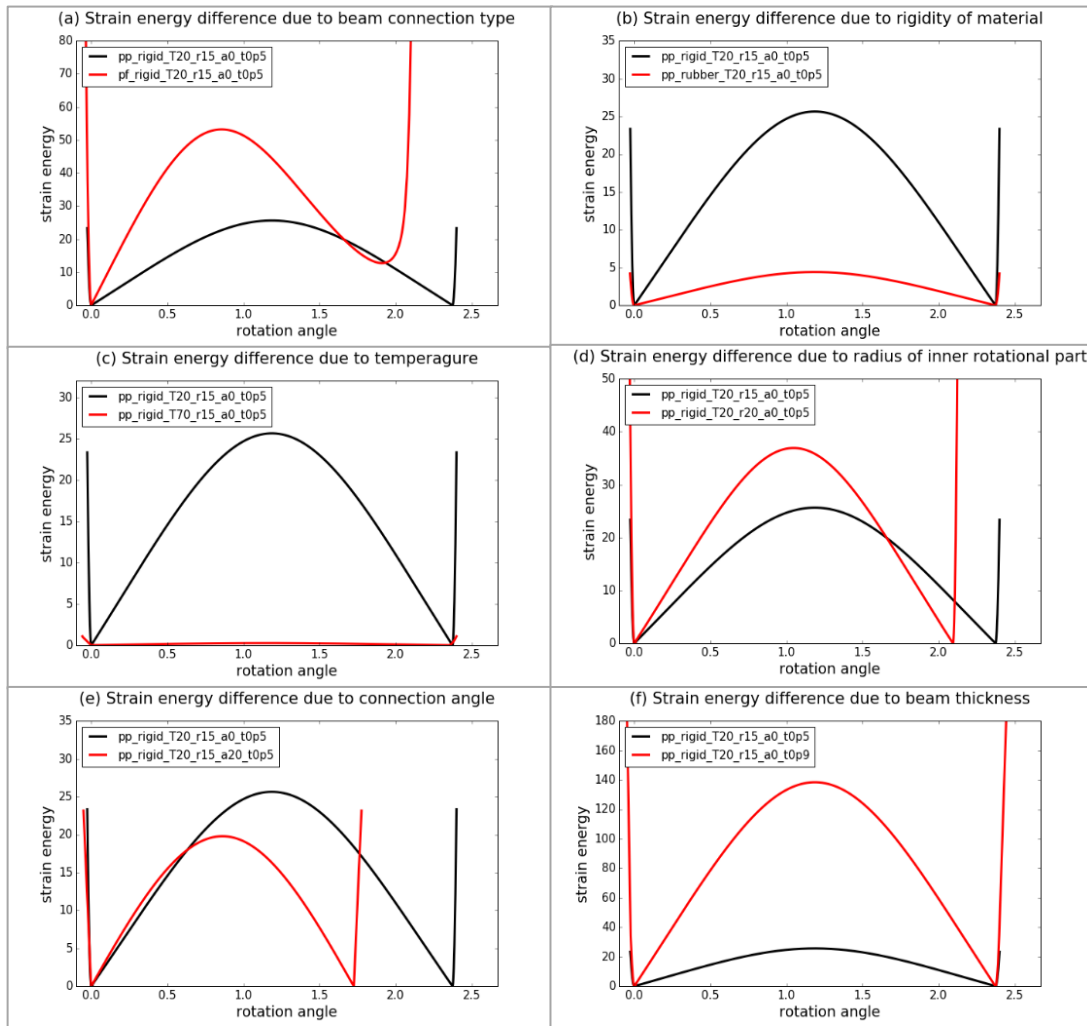 (a) Strain energy difference due to beam connection type
80
70
60
50
40
30
20
10
0
strain energy
pp_rigid_T20_r15_a0_t0p5
pf_rigid_T20_r15_a0_t0p5
0.0 0.5 1.0 1.5 2.0 2.5
rotation angle
(b) Strain energy difference due to rigidity of material
35
30
25
20
15
10
5
0
strain energy
pp_rigid_T20_r15_a0_t0p5
pp_rubber_T20_r15_a0_t0p5
0.0 0.5 1.0 1.5 2.0 2.5
rotation angle
(c) Strain energy difference due to temperagure
30
25
20
15
10
5
0
strain energy
pp_rigid_T20_r15_a0_t0p5
pp_rigid_T70_r15_a0_t0p5
0.0 0.5 1.0 1.5 2.0 2.5
rotation angle
(d) Strain energy difference due to radius of inner rotational part
50
40
30
20
10
0
strain energy
pp_rigid_T20_r15_a0_t0p5
pp_rigid_T20_r20_a0_t0p5
0.0 0.5 1.0 1.5 2.0 2.5
rotation angle
(e) Strain energy difference due to connection angle
35
30
25
20
15
10
5
0
strain energy
pp_rigid_T20_r15_a0_t0p5
pp_rigid_T20_r15_a20_t0p5
0.0 0.5 1.0 1.5 2.0 2.5
rotation angle
(f) Strain energy difference due to beam thickness
180
160
140
120
100
80
60
40
20
0
strain energy
pp_rigid_T20_r15_a0_t0p5
pp_rigid_T20_r15_a0_t0p9
0.0 0.5 1.0 1.5 2.0 2.5
rotation angle